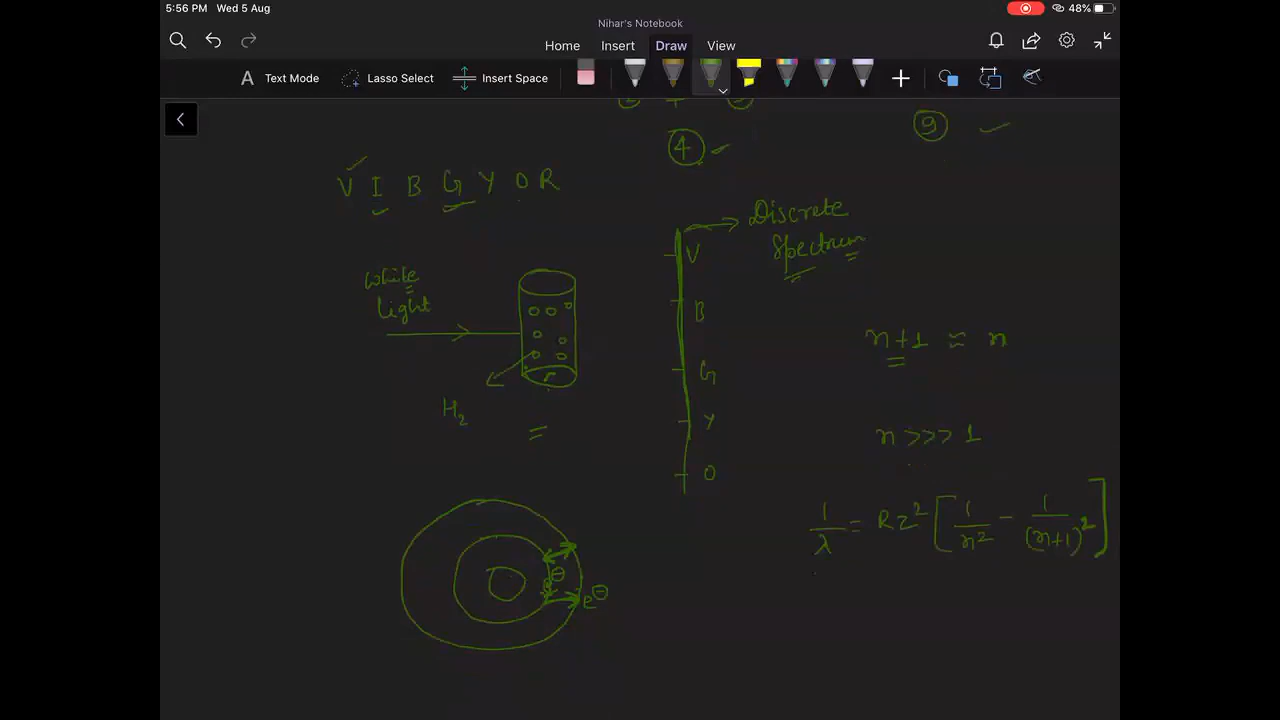 5:56 PM Wed 5 Aug
48%
Nihar's Notebook
Home Insert Draw View
Text Mode Lasso Select Insert Space
4
9
V I B G Y O R
Discrete
Spectrum
White
light
H₂
V
B
G
Y
O
n+1 ≈ n
n >>> 1
1/λ = RZ² [1/n² − 1/(n+1)²]
e⊖
e⊖